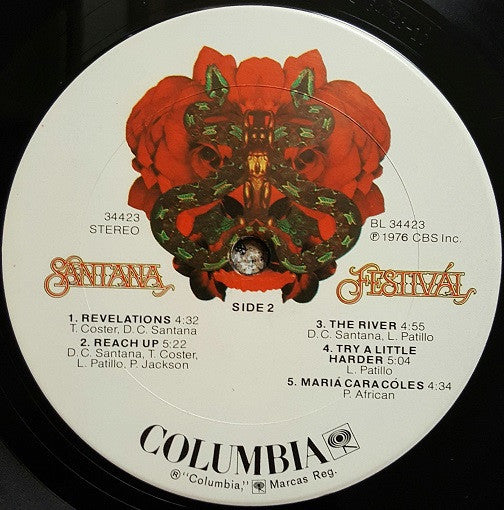 34423
STEREO
BL 34423
℗ 1976 CBS Inc.
SANTANA
FESTIVÁL
SIDE 2
1. REVELATIONS 4:32
T. Coster, D. C. Santana
2. REACH UP 5:22
D. C. Santana, T. Coster,
L. Patillo, P. Jackson
3. THE RIVER 4:55
D. C. Santana, L. Patillo
4. TRY A LITTLE
HARDER 5:04
L. Patillo
5. MARIÁ CARACÓLES 4:34
P. African
COLUMBIA
® "Columbia," Marcas Reg.